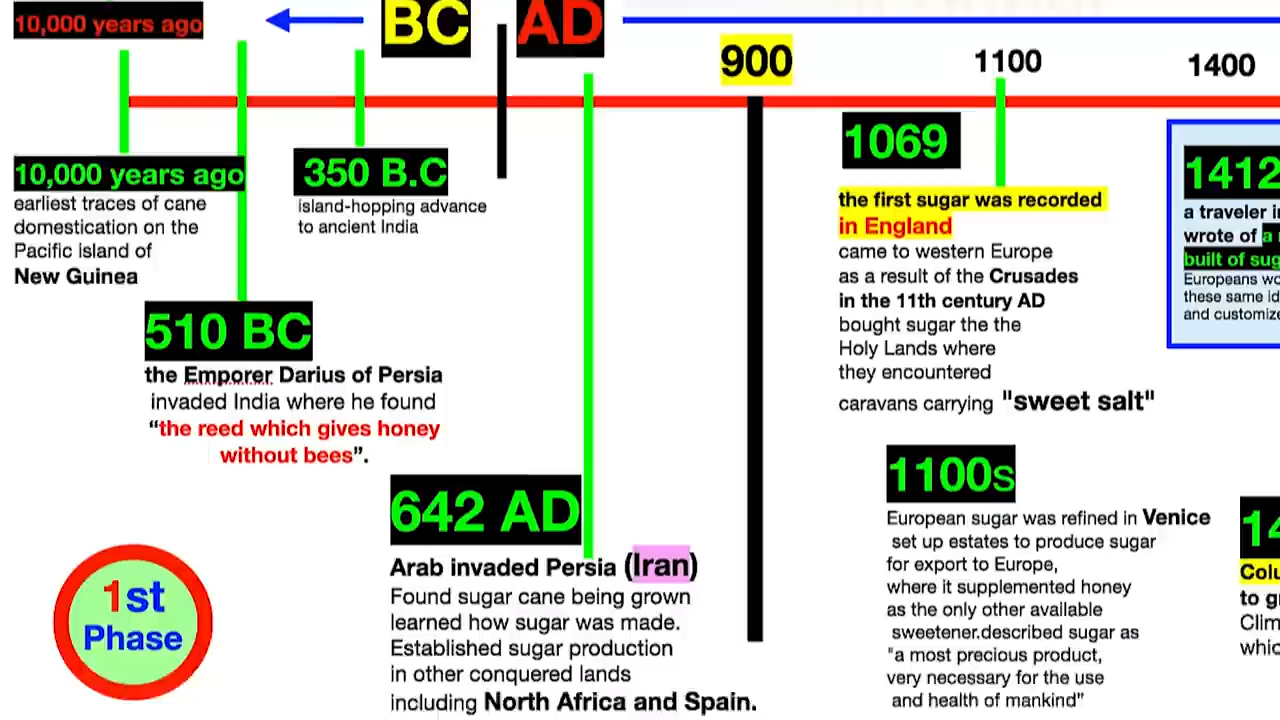 10,000 years ago
BC
AD
900
1100
1400
10,000 years ago
earliest traces of cane
domestication on the
Pacific island of
New Guinea
350 B.C
island-hopping advance
to ancient India
510 BC
the Emporer Darius of Persia
invaded India where he found
“the reed which gives honey
without bees”.
642 AD
Arab invaded Persia (Iran)
Found sugar cane being grown
learned how sugar was made.
Established sugar production
in other conquered lands
including North Africa and Spain.
1st
Phase
1069
the first sugar was recorded
in England
came to western Europe
as a result of the Crusades
in the 11th century AD
bought sugar the the
Holy Lands where
they encountered
caravans carrying "sweet salt"
1100s
European sugar was refined in Venice
set up estates to produce sugar
for export to Europe,
where it supplemented honey
as the only other available
sweetener.described sugar as
"a most precious product,
very necessary for the use
and health of mankind”
1412
a traveler i
wrote of a
built of sug
Europeans wo
these same id
and customize
14
Colu
to g
Clim
whic